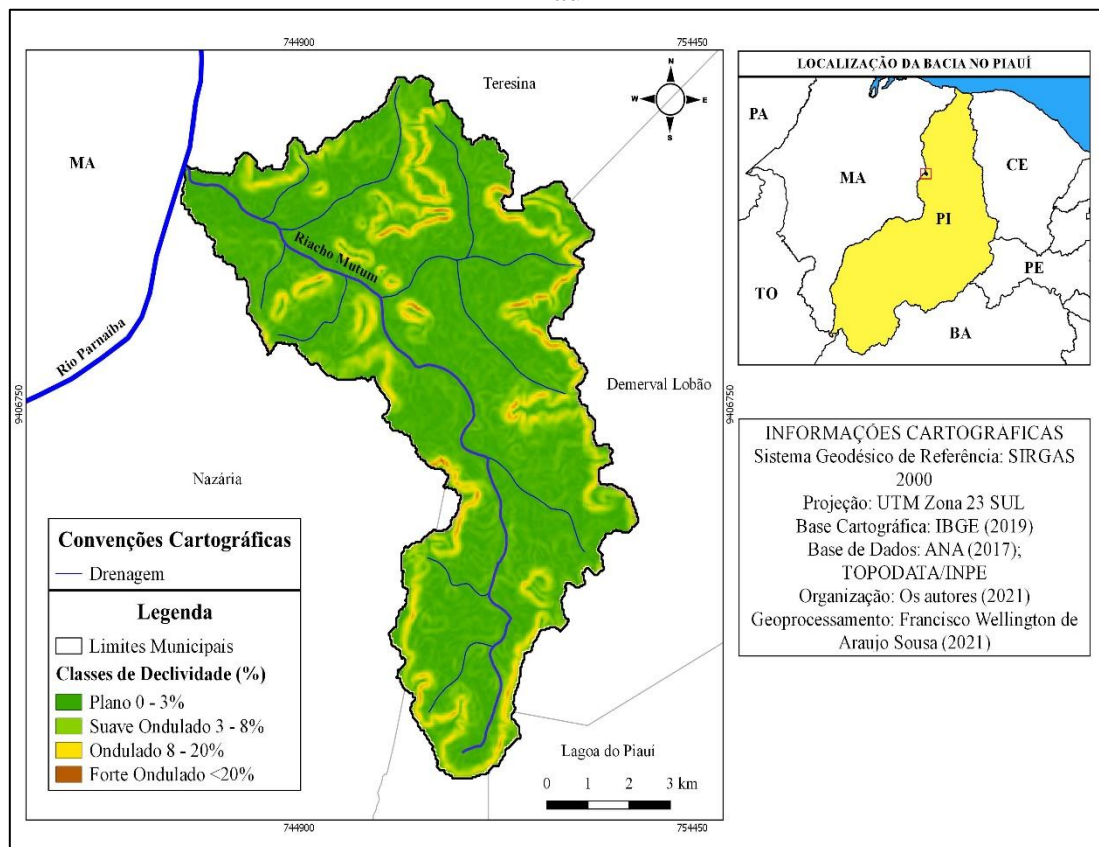 744900
754450
Teresina
N
W
E
S
MA
Riacho Mutum
Rio Parnaíba
Demerval Lobão
9406750
9406750
Nazária
Convenções Cartográficas
Drenagem
Legenda
Limites Municipais
Classes de Declividade (%)
Plano 0 - 3%
Suave Ondulado 3 - 8%
Ondulado 8 - 20%
Forte Ondulado <20%
Lagoa do Piauí
0 1 2 3 km
744900
754450
LOCALIZAÇÃO DA BACIA NO PIAUÍ
PA
MA
CE
PI
PE
TO
BA
INFORMAÇÕES CARTOGRAFICAS
Sistema Geodésico de Referência: SIRGAS
2000
Projeção: UTM Zona 23 SUL
Base Cartográfica: IBGE (2019)
Base de Dados: ANA (2017);
TOPODATA/INPE
Organização: Os autores (2021)
Geoprocessamento: Francisco Wellington de
Araujo Sousa (2021)